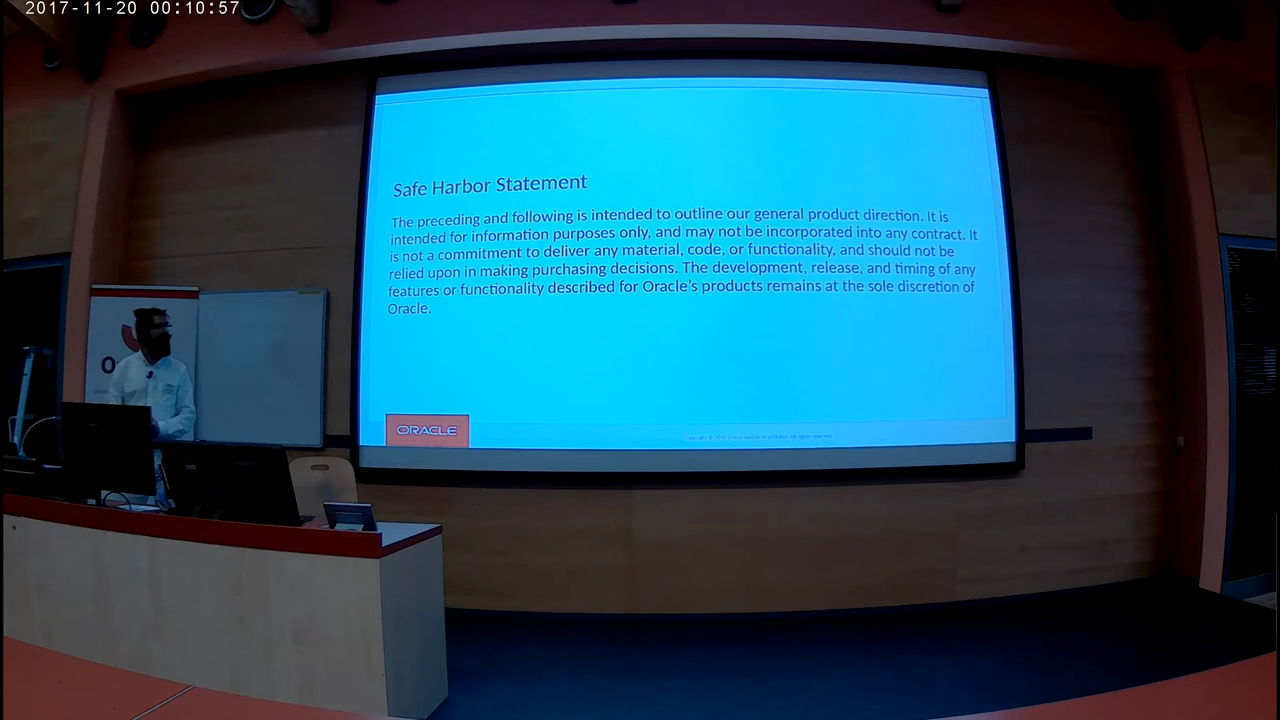 2017-11-20 00:10:57
Safe Harbor Statement
The preceding and following is intended to outline our general product direction. It is
intended for information purposes only, and may not be incorporated into any contract. It
is not a commitment to deliver any material, code, or functionality, and should not be
relied upon in making purchasing decisions. The development, release, and timing of any
features or functionality described for Oracle's products remains at the sole discretion of
Oracle.
O
ORACLE